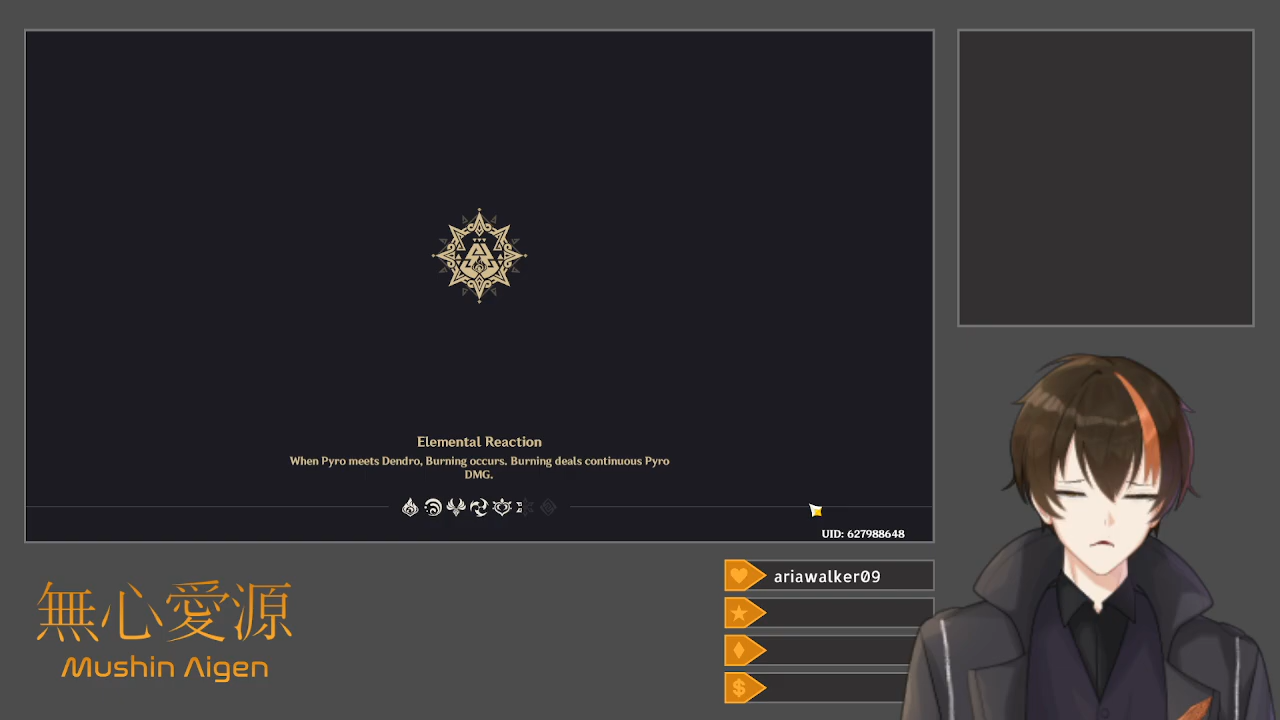 Elemental Reaction
When Pyro meets Dendro, Burning occurs. Burning deals continuous Pyro
DMG.
UID: 627988648
ariawalker09
無心愛源
Mushin Aigen
$